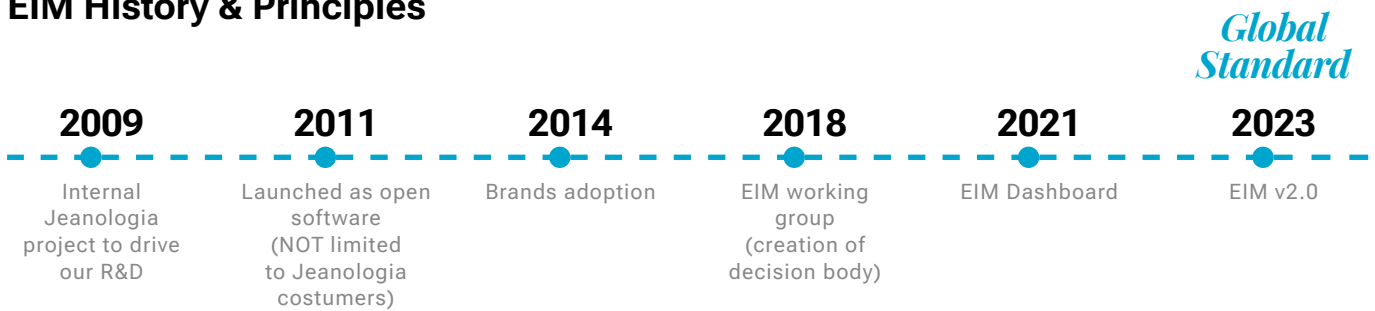 EIM History & Principles
Global
Standard
2009
2011
2014
2018
2021
2023
Internal
Jeanologia
project to drive
our R&D
Launched as open
software
(NOT limited
to Jeanologia
costumers)
Brands adoption
EIM working
group
(creation of
decision body)
EIM Dashboard
EIM v2.0